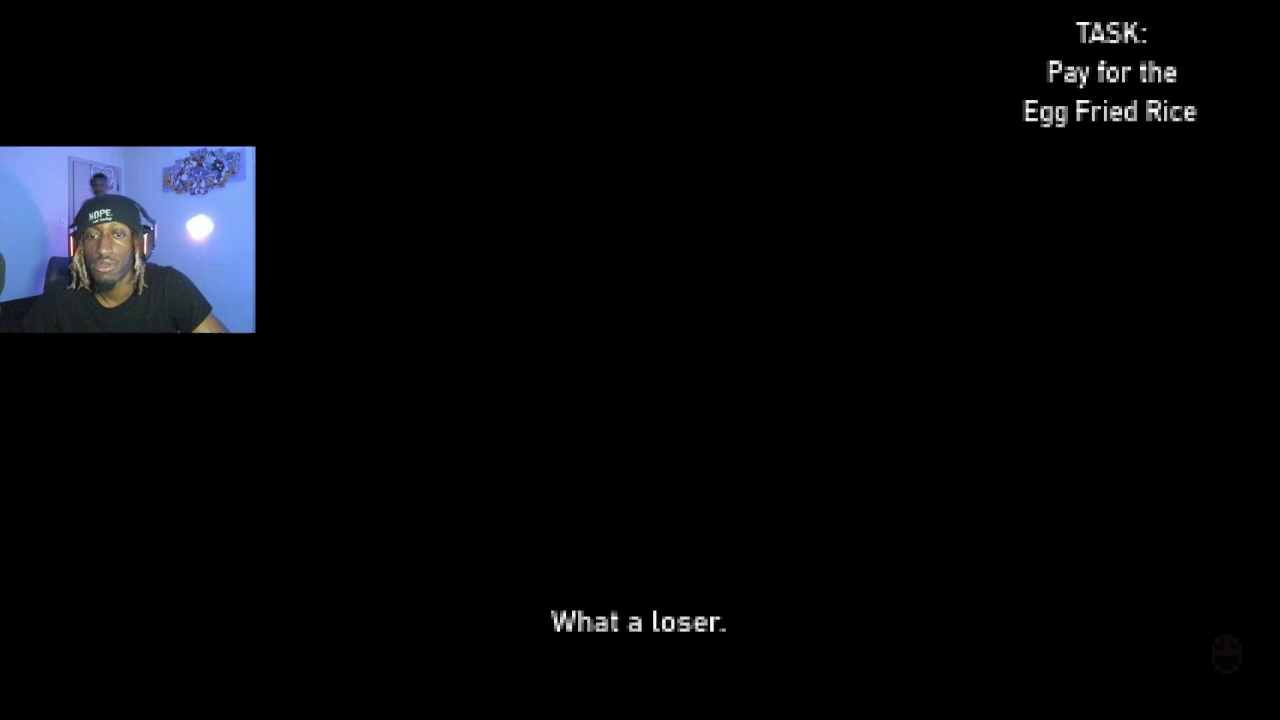 TASK:
Pay for the
Egg Fried Rice
NOPE.
What a loser.